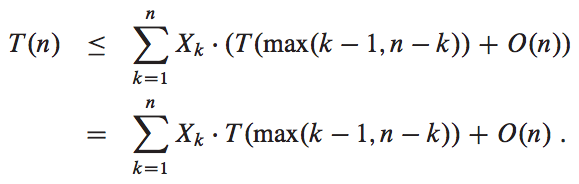 T(n) ≤ ∑_{k=1}^{n} X_k · (T(max(k − 1, n − k)) + O(n))
= ∑_{k=1}^{n} X_k · T(max(k − 1, n − k)) + O(n) .